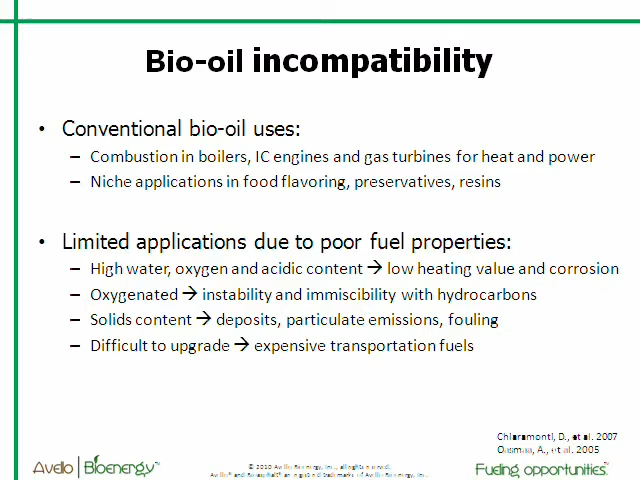 Bio-oil incompatibility
• Conventional bio-oil uses:
– Combustion in boilers, IC engines and gas turbines for heat and power
– Niche applications in food flavoring, preservatives, resins
• Limited applications due to poor fuel properties:
– High water, oxygen and acidic content → low heating value and corrosion
– Oxygenated → instability and immiscibility with hydrocarbons
– Solids content → deposits, particulate emissions, fouling
– Difficult to upgrade → expensive transportation fuels
Chiaramonti, D., et al. 2007
Oasmaa, A., et al. 2005
Avello Bioenergy™
© 2010 Avello Bioenergy, Inc., all rights reserved.
Avello® and Bioasphalt® are registered trademarks of Avello Bioenergy, Inc.
Fueling opportunities.™